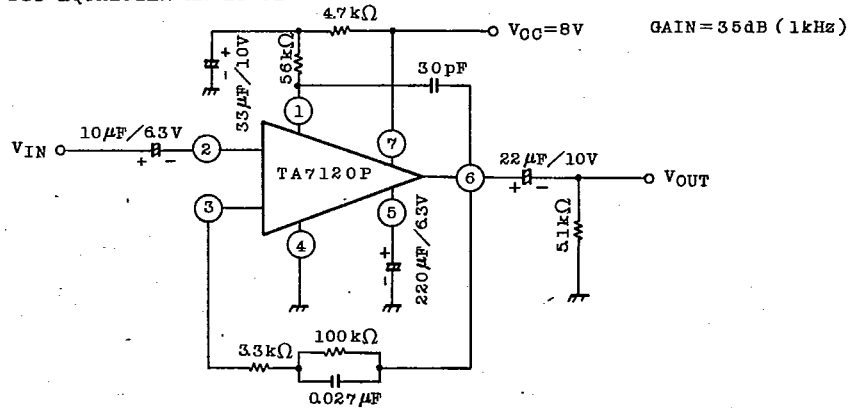 4.7kΩ
VCC=8V
GAIN=35dB (1kHz)
33μF/10V
56kΩ
30pF
1
7
10μF/6.3V
VIN
2
TA7120P
6
22μF/10V
VOUT
3
5
4
220μF/6.3V
5.1kΩ
100kΩ
3.3kΩ
0.027μF